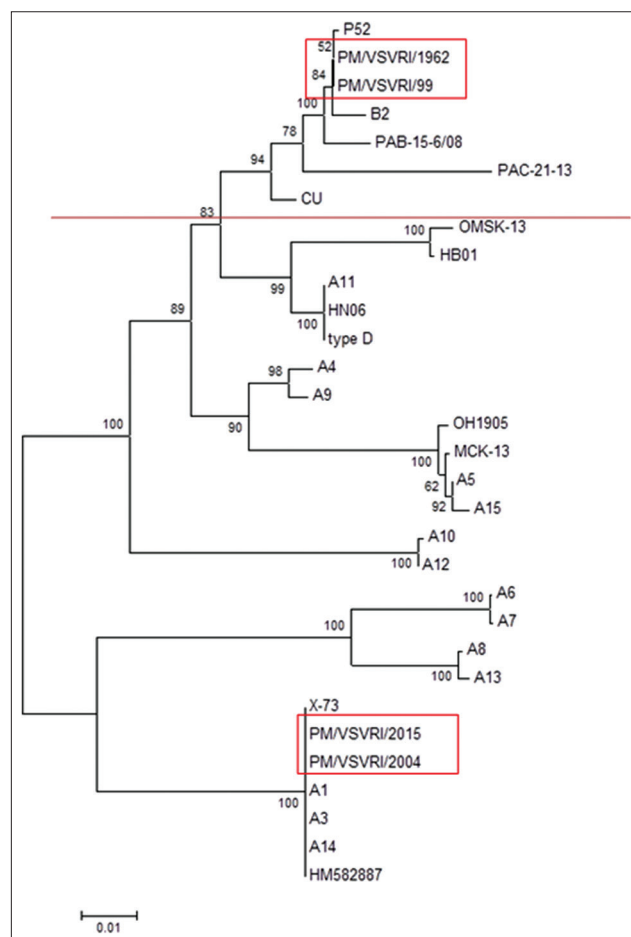 P52
52
PM/VSVRI/1962
84
PM/VSVRI/99
100
B2
78
PAB-15-6/08
94
PAC-21-13
CU
83
100
OMSK-13
HB01
99
A11
HN06
100
type D
89
98
A4
A9
90
OH1905
100
MCK-13
62
A5
92
A15
100
A10
100
A12
100
A6
A7
100
A8
100
A13
X-73
PM/VSVRI/2015
PM/VSVRI/2004
100
A1
A3
A14
HM582887
0.01